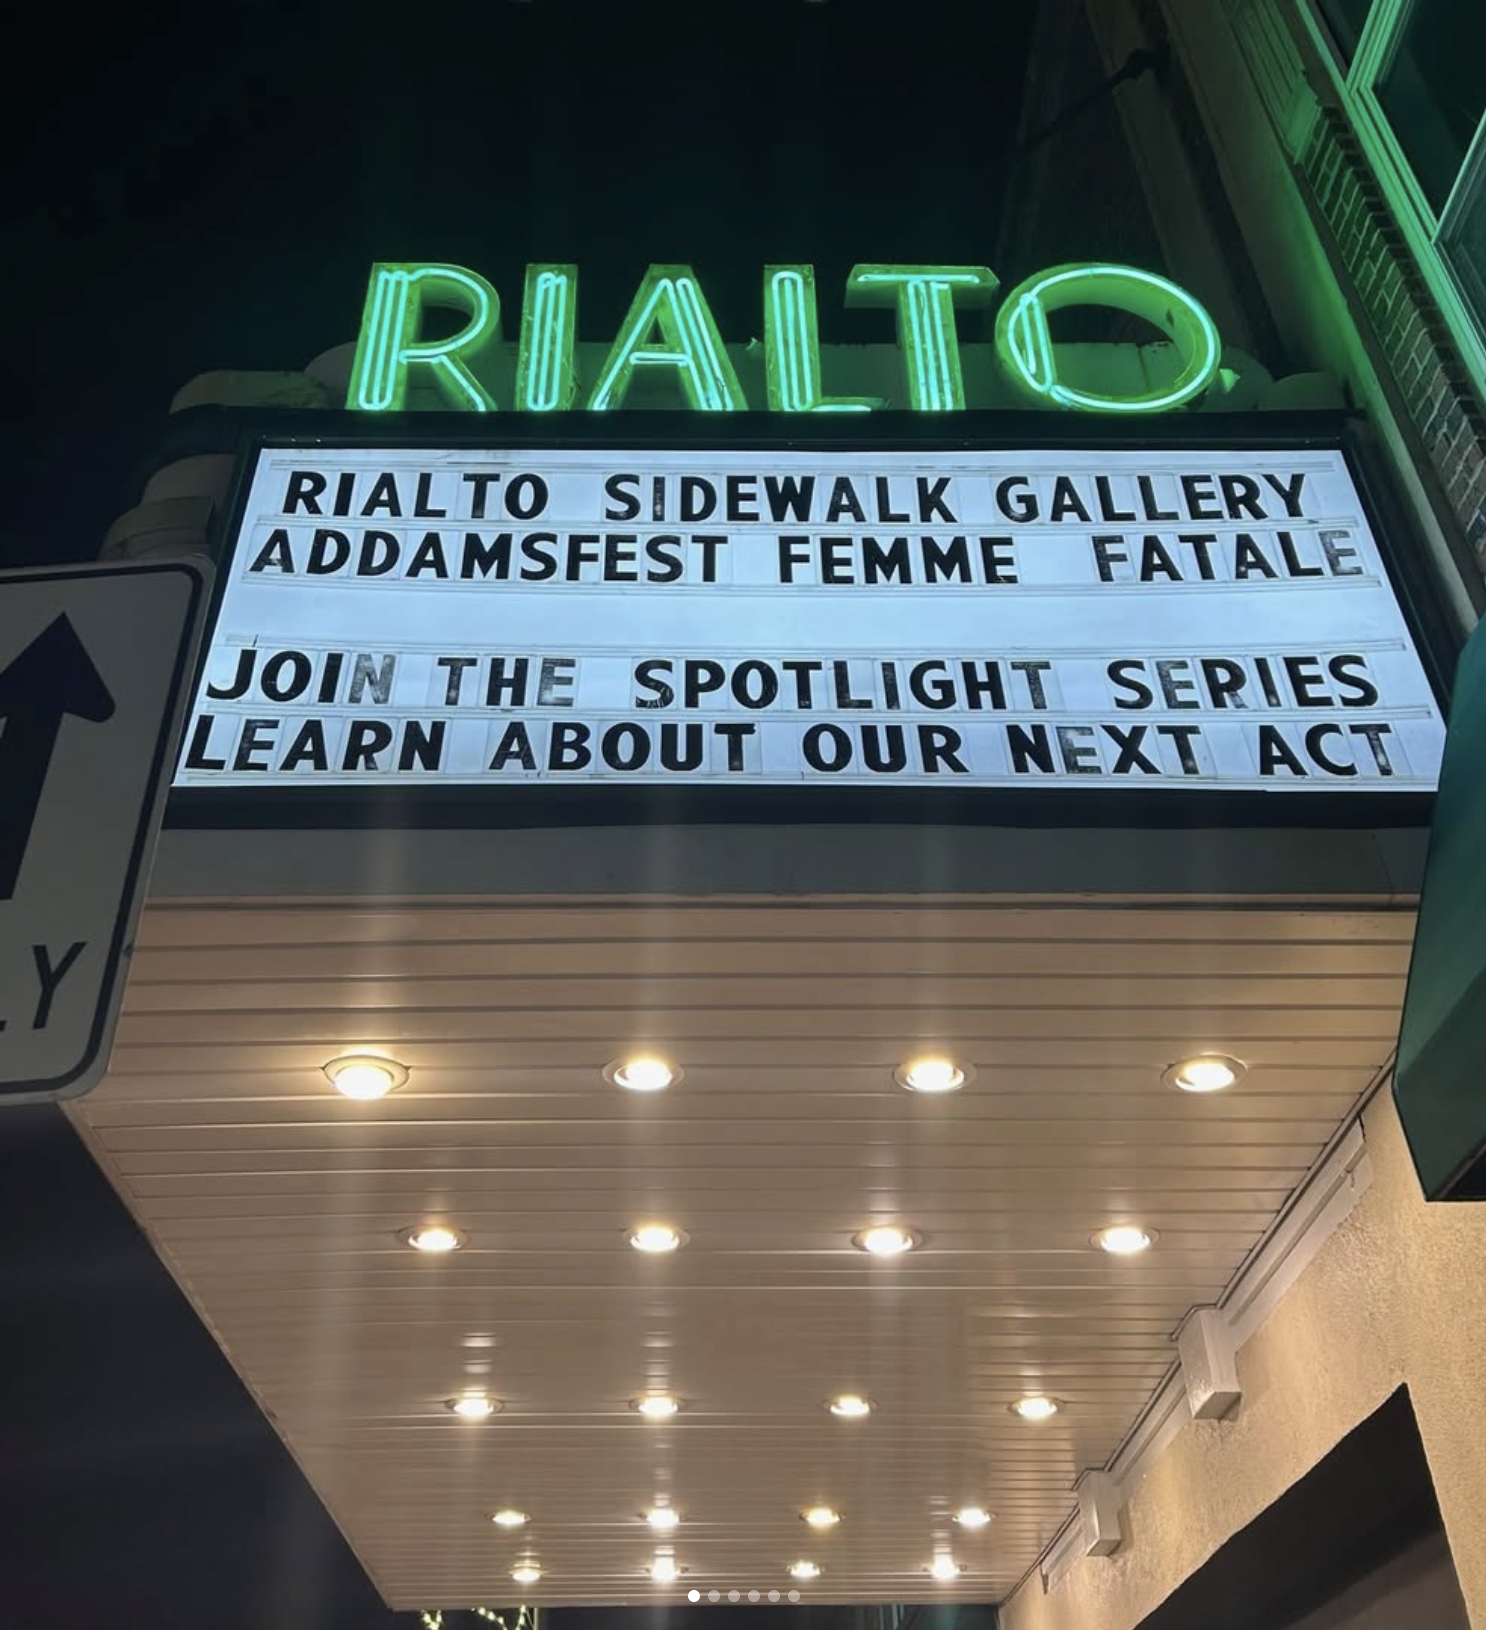 RIALTO
RIALTO SIDEWALK GALLERY
ADDAMSFEST FEMME FATALE
JOIN THE SPOTLIGHT SERIES
LEARN ABOUT OUR NEXT ACT